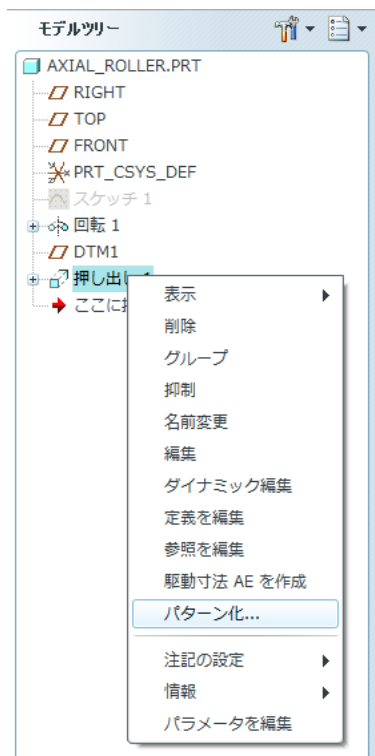 モデルツリー
AXIAL_ROLLER.PRT
RIGHT
TOP
FRONT
PRT_CSYS_DEF
スケッチ 1
回転 1
DTM1
押し出し 1
ここに
表示
削除
グループ
抑制
名前変更
編集
ダイナミック編集
定義を編集
参照を編集
駆動寸法 AE を作成
パターン化...
注記の設定
情報
パラメータを編集